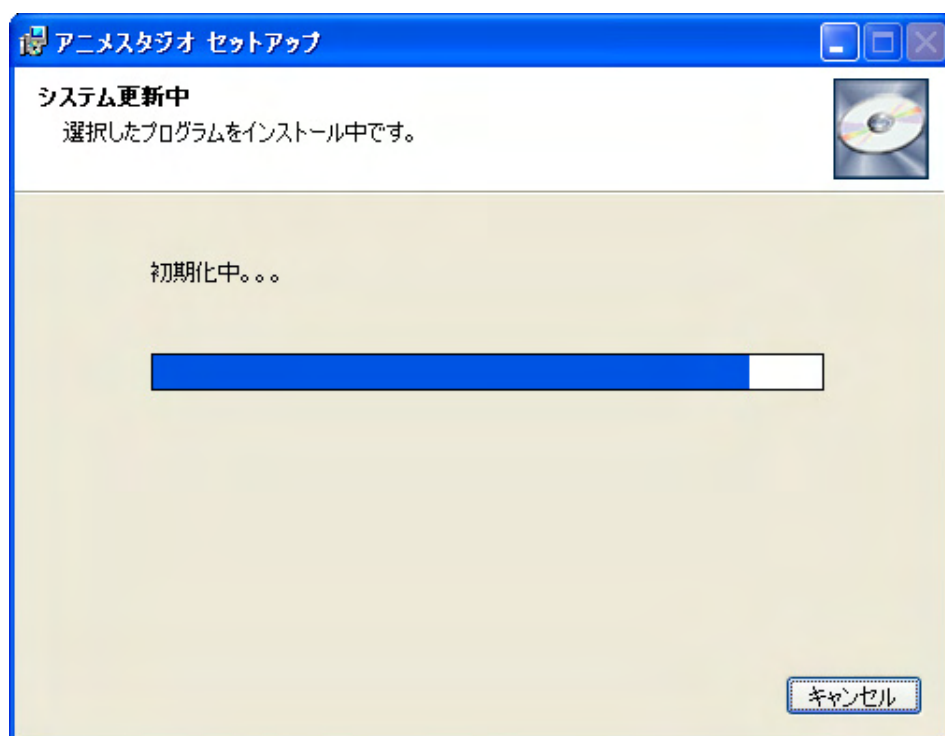 アニメスタジオ セットアップ
システム更新中
選択したプログラムをインストール中です。
初期化中。。。
キャンセル